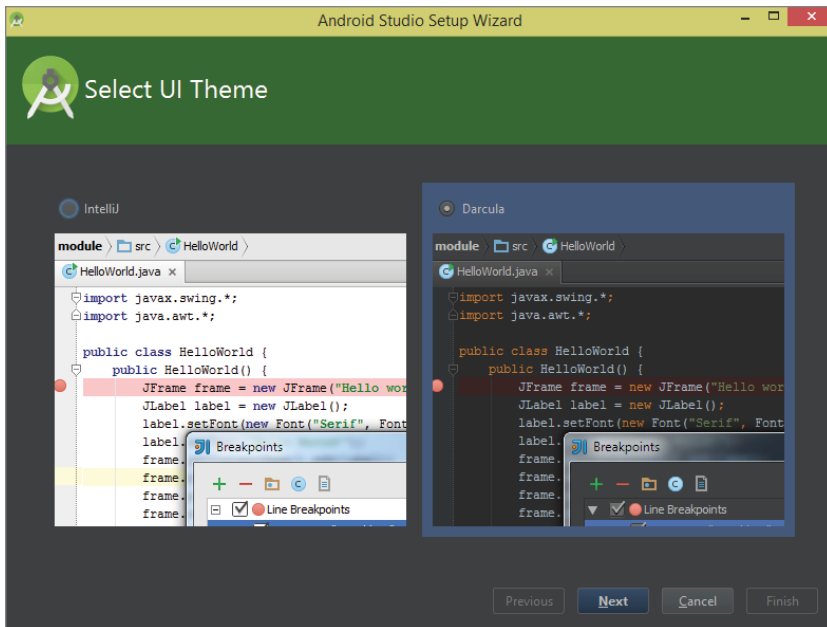 Android Studio Setup Wizard
Select UI Theme
IntelliJ
module src HelloWorld
HelloWorld.java
import javax.swing.*;
import java.awt.*;
public class HelloWorld {
public HelloWorld() {
JFrame frame = new JFrame("Hello wor
JLabel label = new JLabel();
label.setFont(new Font("Serif", Font
label.
frame.
frame.
frame.
frame.
Breakpoints
Line Breakpoints
Darcula
module src HelloWorld
HelloWorld.java
import javax.swing.*;
import java.awt.*;
public class HelloWorld {
public HelloWorld() {
JFrame frame = new JFrame("Hello wor
JLabel label = new JLabel();
label.setFont(new Font("Serif", Font
label.
frame.
frame.
frame.
frame.
Breakpoints
Line Breakpoints
Previous Next Cancel Finish